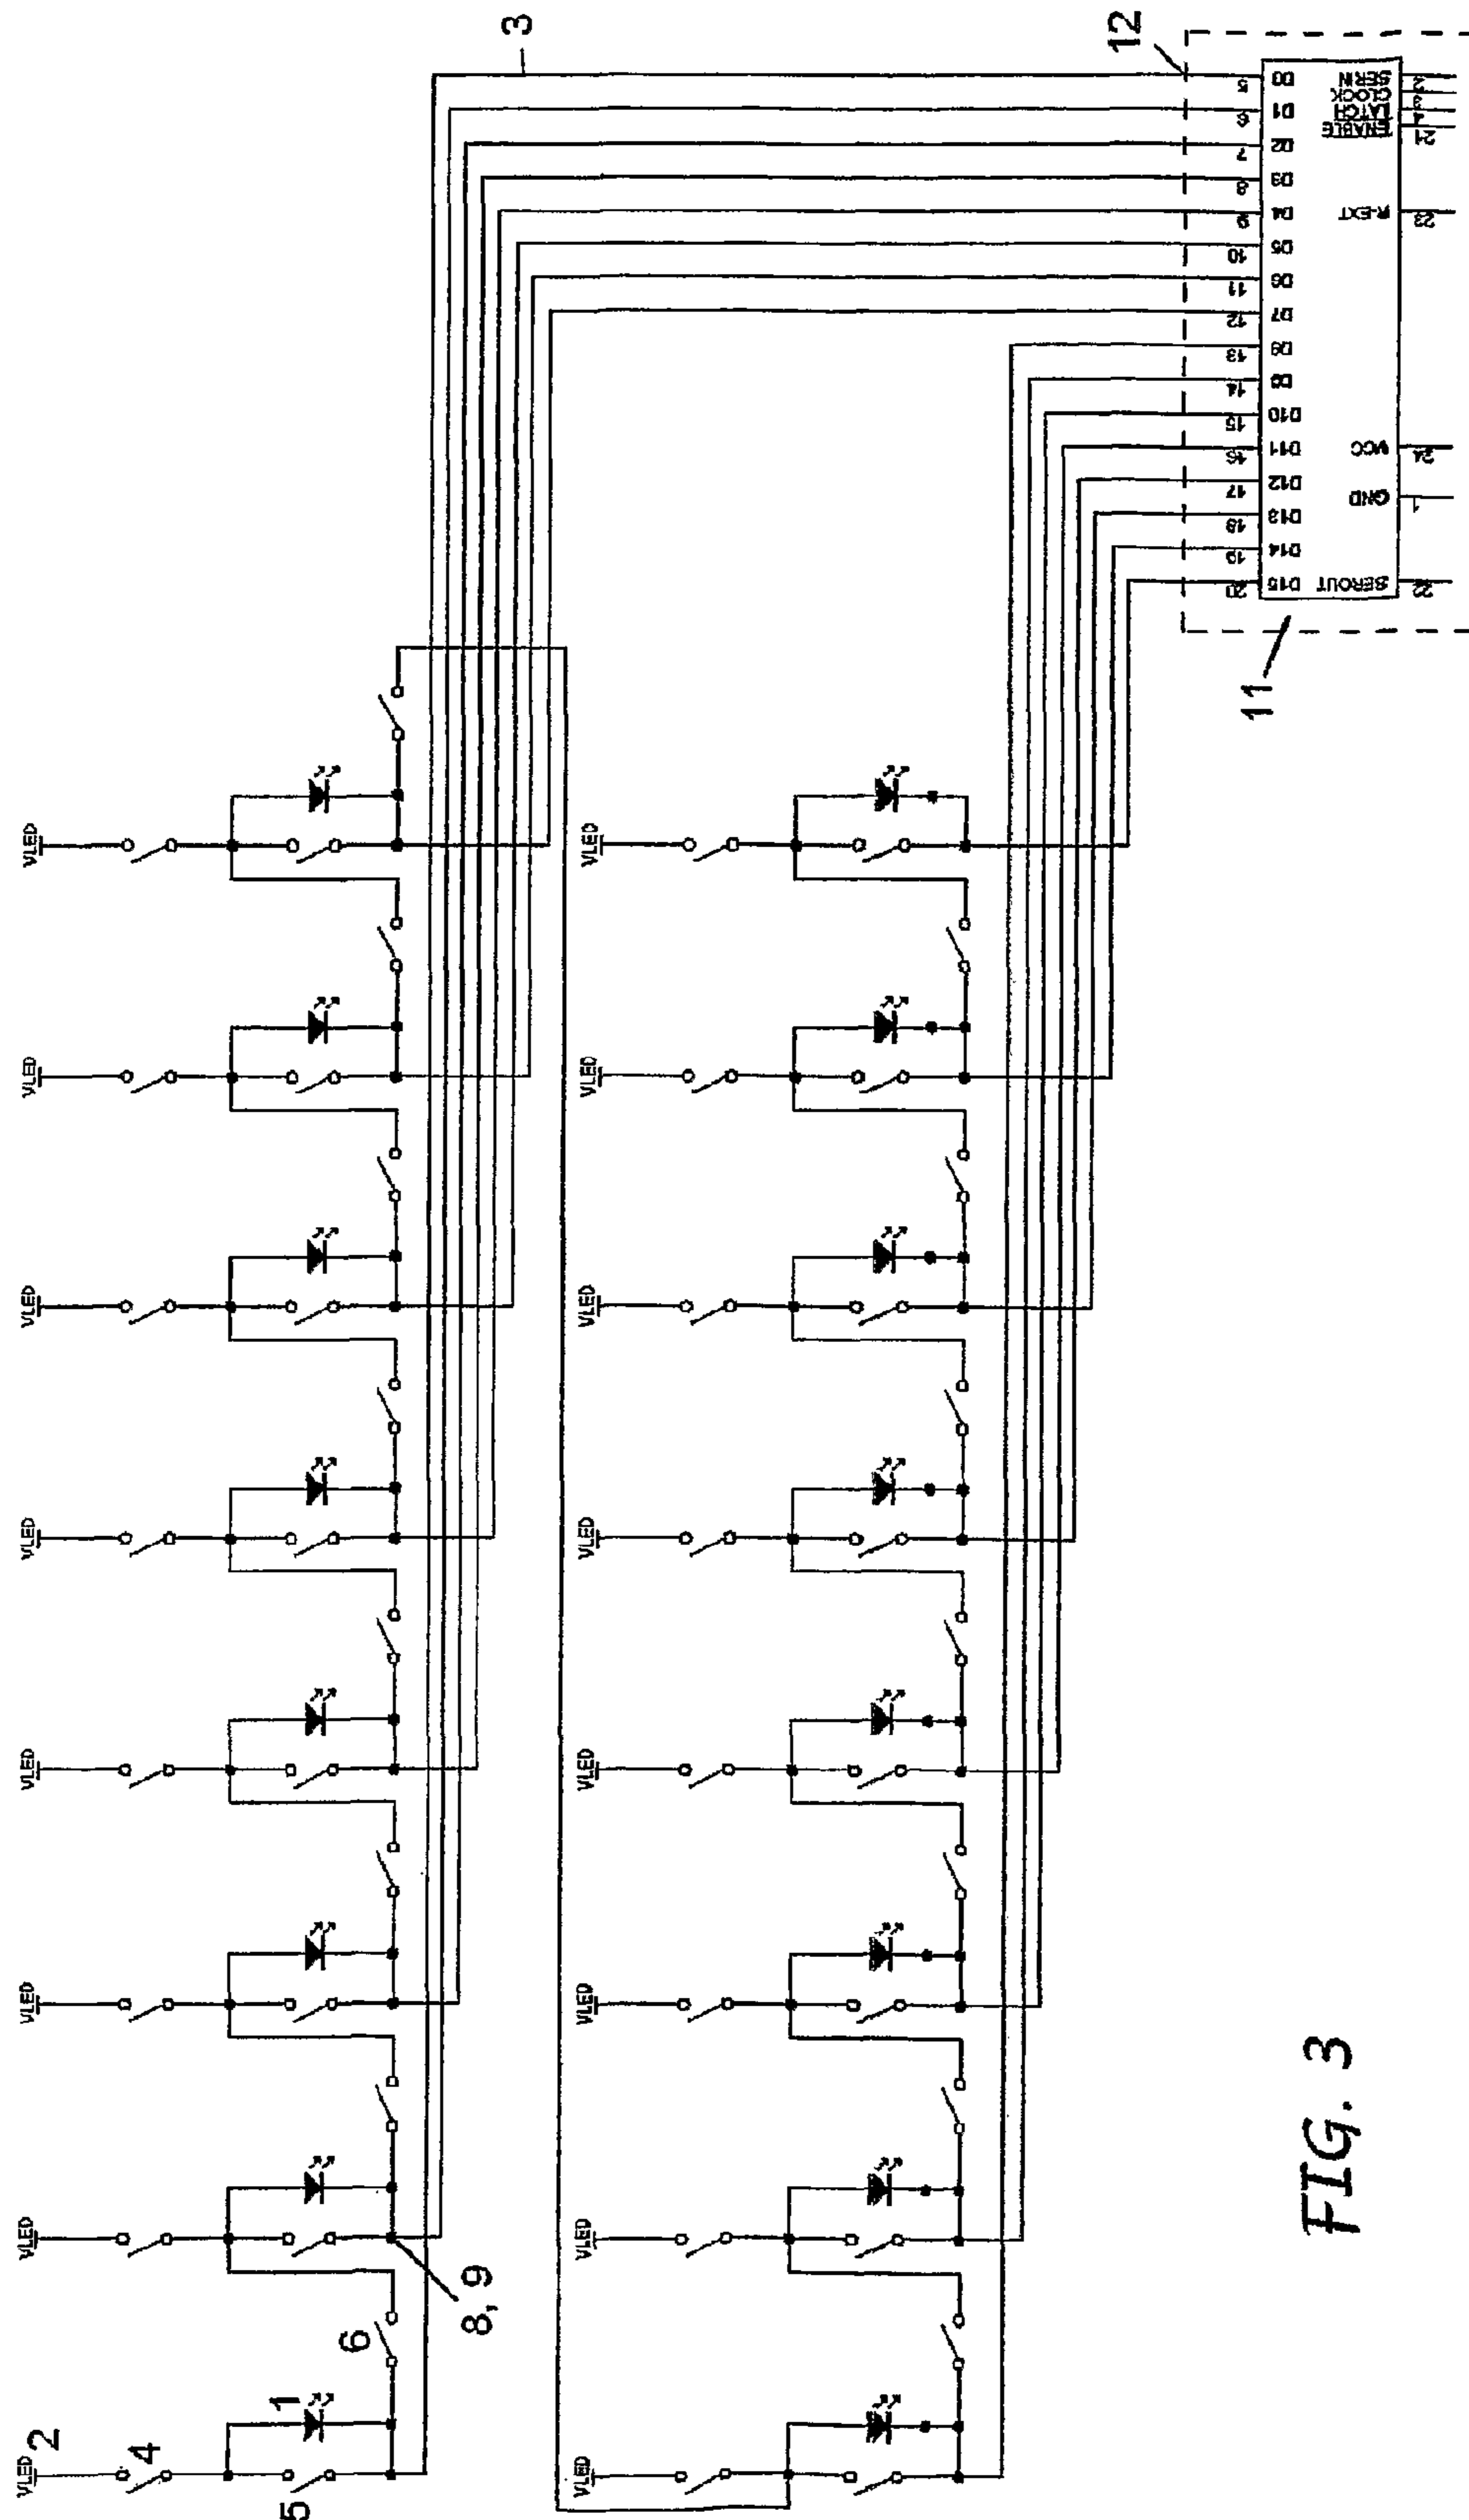 3
12
VLED
VLED
VLED
VLED
VLED
VLED
VLED
VLED
2
4
1
5
6
8, 9
VLED
VLED
VLED
VLED
VLED
VLED
VLED
VLED
5
6
7
8
9
10
11
12
13
14
15
16
17
18
19
20
D0
D1
D2
D3
D4
D5
D6
D7
D8
D9
D10
D11
D12
D13
D14
D15
SERIN
CLOCK
LATCH
ENABLE
R-EXT
VCC
GND
SEROUT
2
3
4
21
23
24
1
22
11
FIG. 3